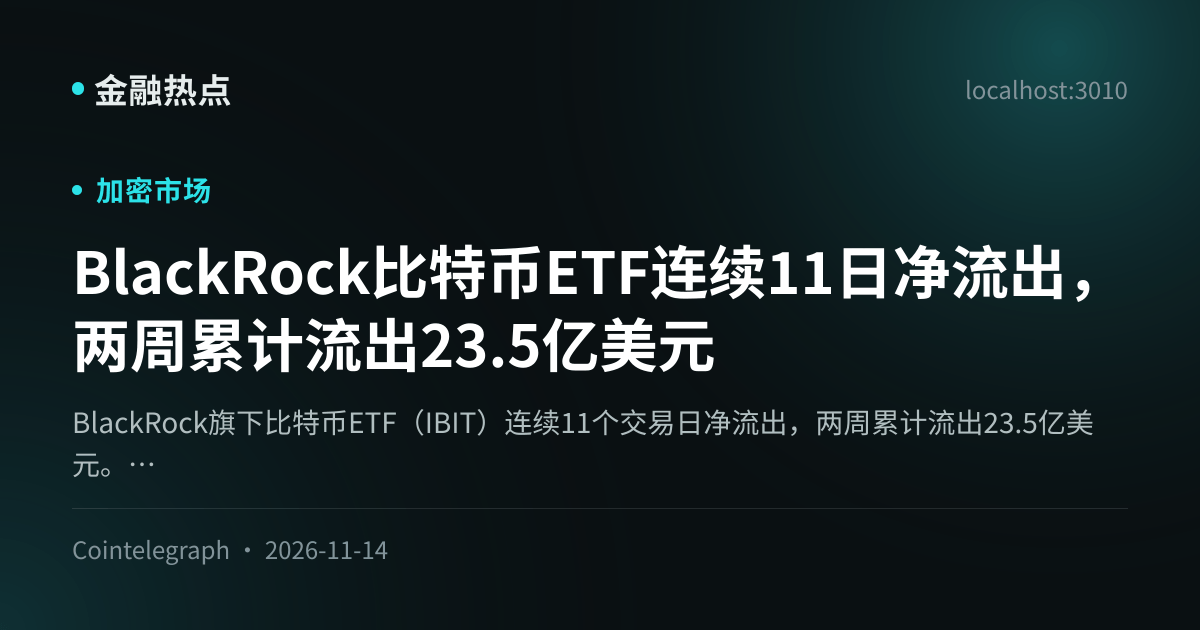 金融热点
localhost:3010
加密市场
BlackRock比特币ETF连续11日净流出，
两周累计流出23.5亿美元
BlackRock旗下比特币ETF（IBIT）连续11个交易日净流出，两周累计流出23.5亿美
元。…
Cointelegraph · 2026-11-14